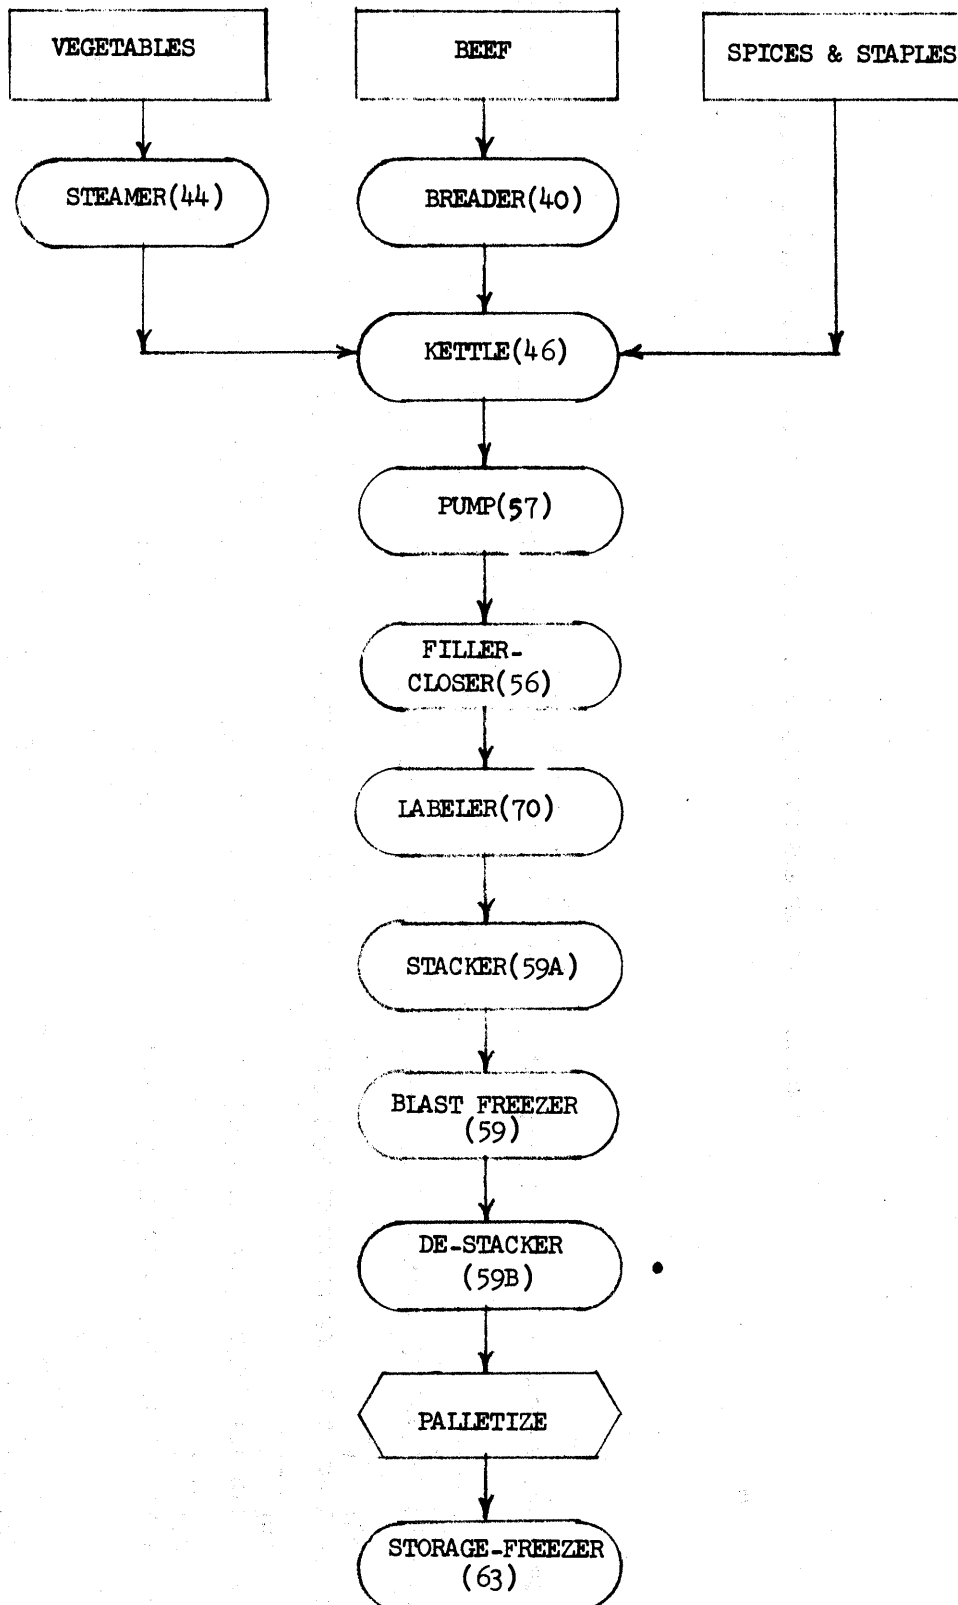 VEGETABLES
BEEF
SPICES & STAPLES
STEAMER(44)
BREADER(40)
KETTLE(46)
PUMP(57)
FILLER-
CLOSER(56)
LABELER(70)
STACKER(59A)
BLAST FREEZER
(59)
DE-STACKER
(59B)
PALLETIZE
STORAGE-FREEZER
(63)